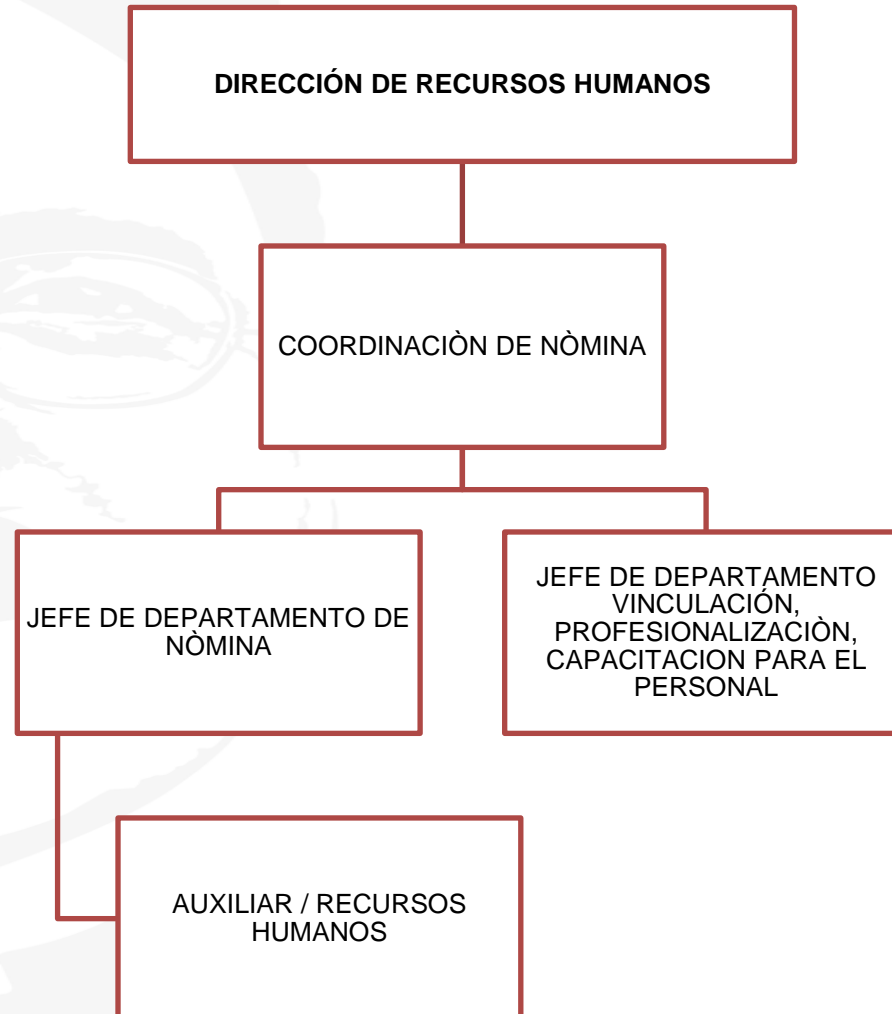 DIRECCIÓN DE RECURSOS HUMANOS
COORDINACIÒN DE NÒMINA
JEFE DE DEPARTAMENTO DE
NÒMINA
JEFE DE DEPARTAMENTO
VINCULACIÓN,
PROFESIONALIZACIÒN,
CAPACITACION PARA EL
PERSONAL
AUXILIAR / RECURSOS
HUMANOS